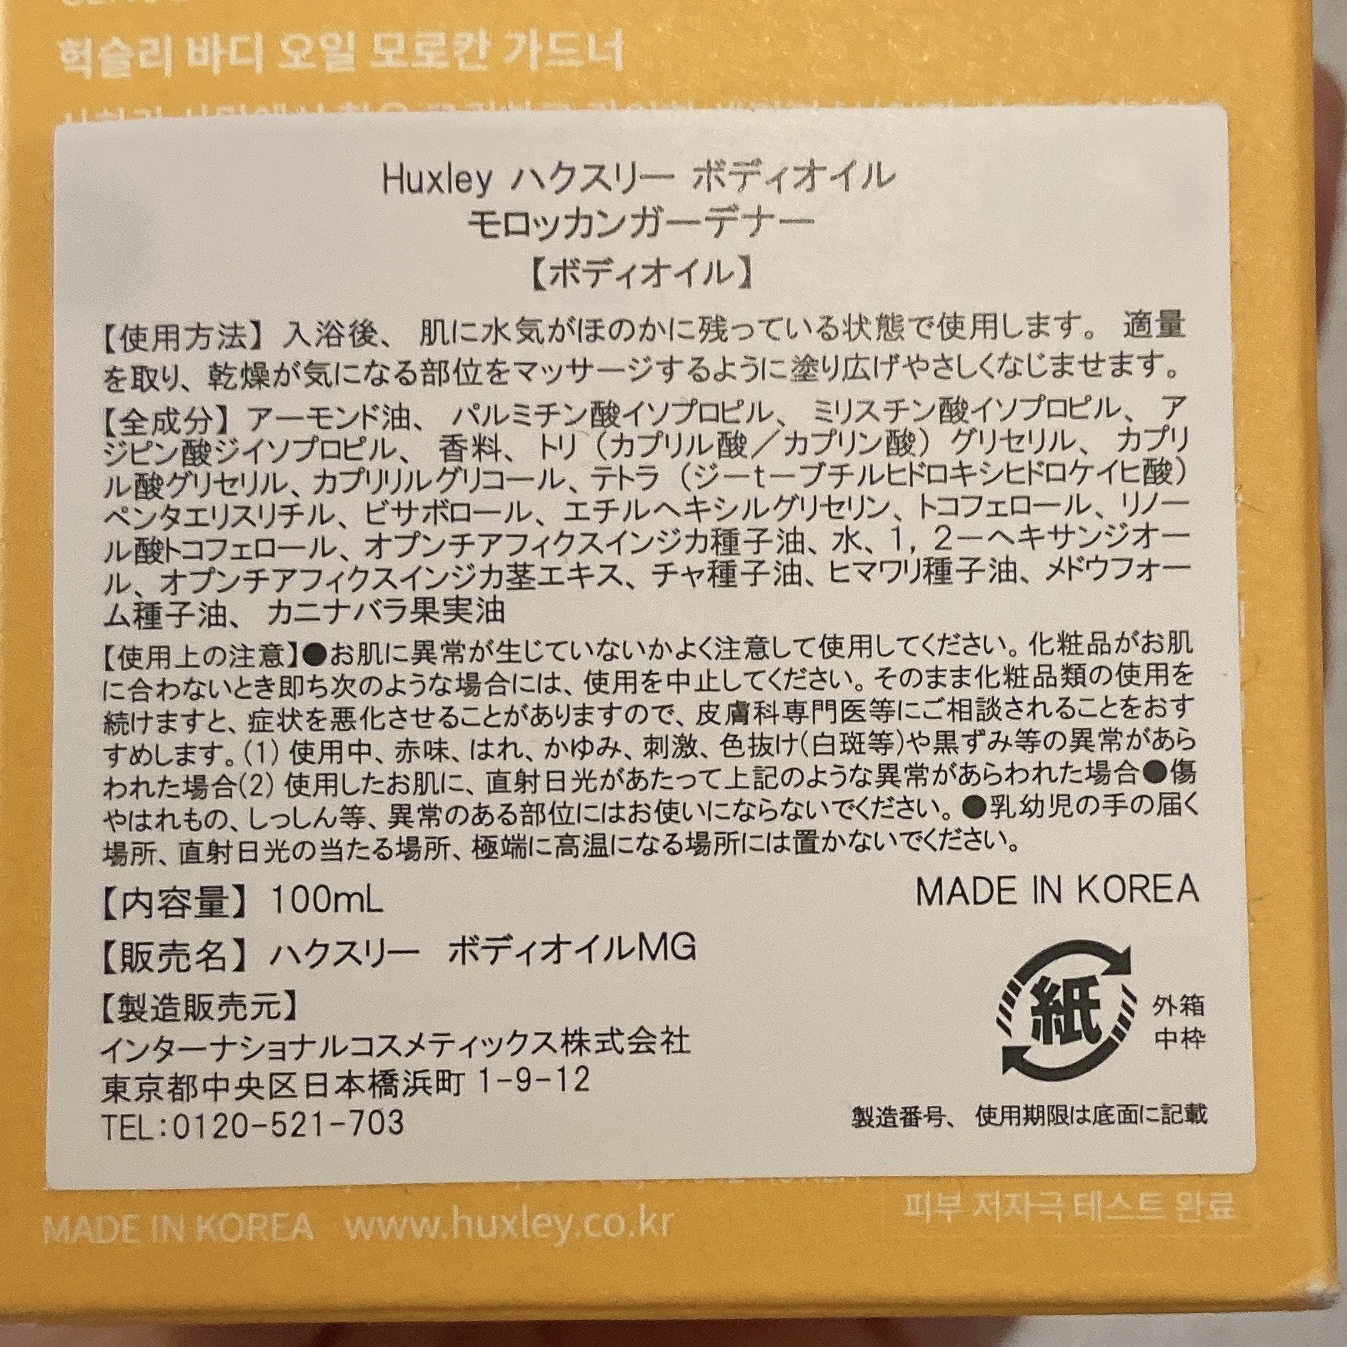 헉슬리 바디 오일 모로칸 가드너
Huxley ハクスリー ボディオイル
モロッカンガーデナー
【ボディオイル】
【使用方法】入浴後、 肌に水気がほのかに残っている状態で使用します。 適量
を取り、乾燥が気になる部位をマッサージするように塗り広げやさしくなじませます。
【全成分】アーモンド油、 パルミチン酸イソプロピル、 ミリスチン酸イソプロピル、 ア
ジピン酸ジイソプロピル、 香料、 トリ（カプリル酸／カプリン酸）グリセリル、 カプリ
ル酸グリセリル、カプリリルグリコール、テトラ（ジーtーブチルヒドロキシヒドロケイヒ酸）
ペンタエリスリチル、ビサボロール、エチルヘキシルグリセリン、トコフェロール、リノー
ル酸トコフェロール、オプンチアフィクスインジカ種子油、水、1，2－ヘキサンジオー
ル、オプンチアフィクスインジカ茎エキス、チャ種子油、ヒマワリ種子油、メドウフォー
ム種子油、 カニナバラ果実油
【使用上の注意】●お肌に異常が生じていないかよく注意して使用してください。化粧品がお肌
に合わないとき即ち次のような場合には、使用を中止してください。そのまま化粧品類の使用を
続けますと、症状を悪化させることがありますので、皮膚科専門医等にご相談されることをおす
すめします。(1) 使用中、赤味、はれ、かゆみ、刺激、色抜け(白斑等)や黒ずみ等の異常があら
われた場合(2) 使用したお肌に、直射日光があたって上記のような異常があらわれた場合●傷
やはれもの、しっしん等、異常のある部位にはお使いにならないでください。●乳幼児の手の届く
場所、直射日光の当たる場所、極端に高温になる場所には置かないでください。
【内容量】100mL
MADE IN KOREA
【販売名】ハクスリー ボディオイルMG
【製造販売元】
インターナショナルコスメティックス株式会社
東京都中央区日本橋浜町 1-9-12
TEL:0120-521-703
紙
外箱
中枠
製造番号、 使用期限は底面に記載
MADE IN KOREA www.huxley.co.kr
피부 저자극 테스트 완료